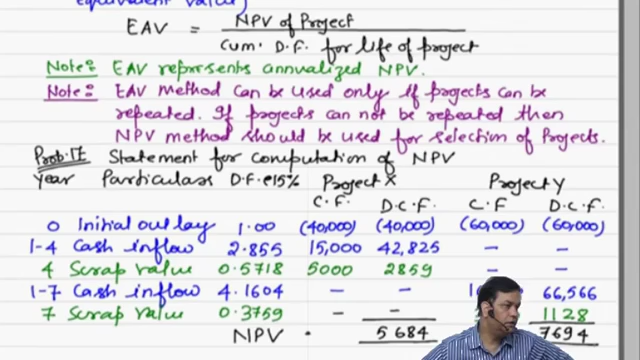 equivalent value)
EAV = NPV of Project
Cum. D.F. for life of project
Note: EAV represents annualized NPV.
Note: EAV method can be used only if projects can be
repeated. If projects can not be repeated then
NPV method should be used for selection of Projects.
Prob:17 Statement for computation of NPV
Year Particulars D.F.@15% Project X Project Y
C.F. D.C.F. C.F D.C.F.
0 Initial outlay 1.00 (40,000) (40,000) (60,000) (60,000)
1-4 Cash inflow 2.855 15,000 42,825 - -
4 Scrap value 0.5718 5000 2859 - -
1-7 Cash inflow 4.1604 - - 66,566
7 Scrap value 0.3759 - - 1128
NPV 5684 7694